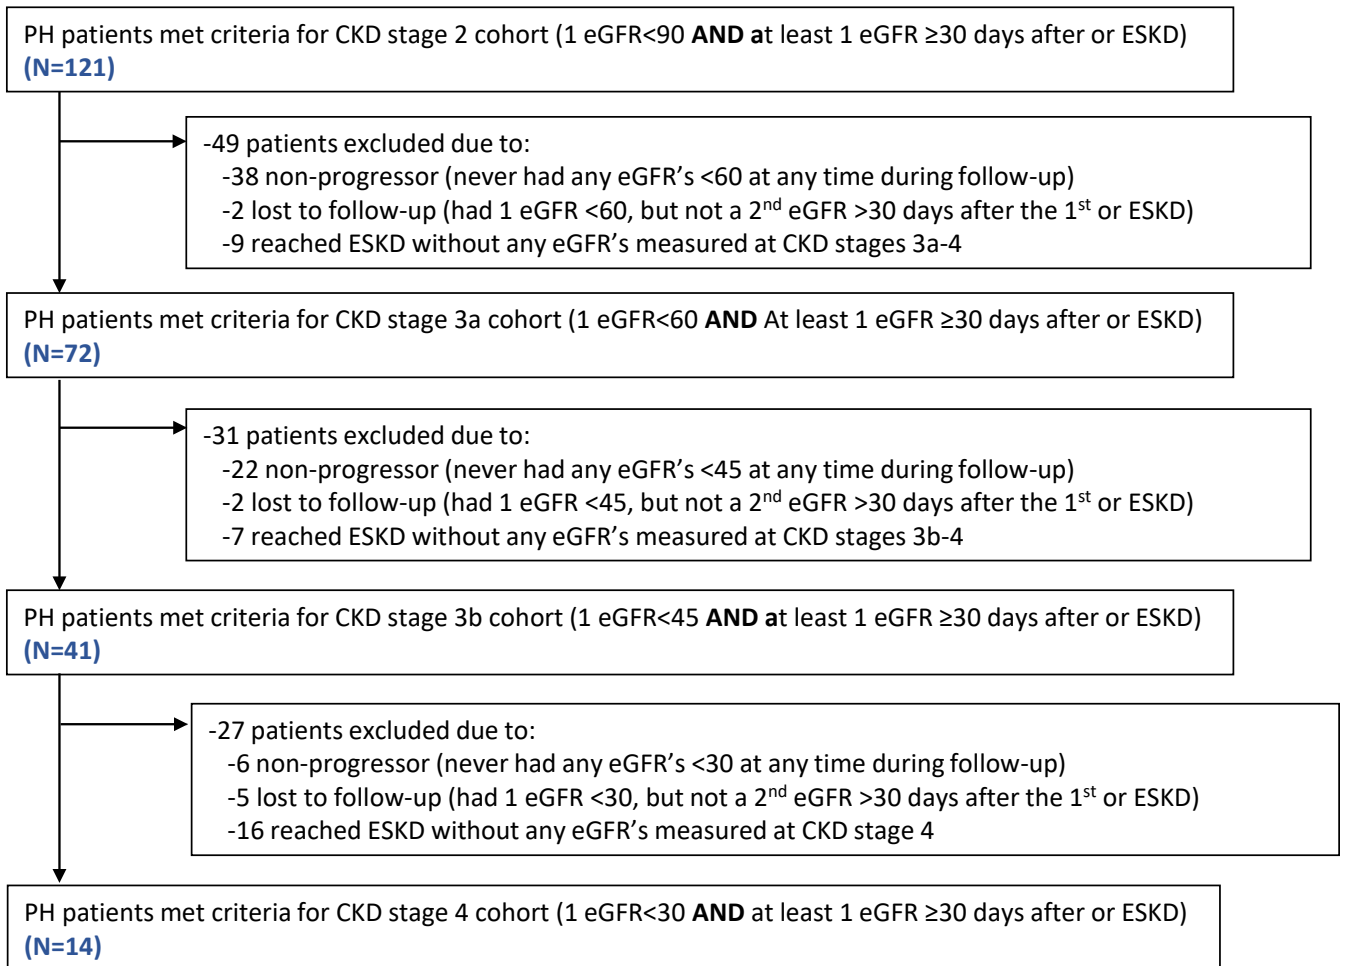 PH patients met criteria for CKD stage 2 cohort (1 eGFR<90 AND at least 1 eGFR ≥30 days after or ESKD)
(N=121)
-49 patients excluded due to:
-38 non-progressor (never had any eGFR's <60 at any time during follow-up)
-2 lost to follow-up (had 1 eGFR <60, but not a 2nd eGFR >30 days after the 1st or ESKD)
-9 reached ESKD without any eGFR's measured at CKD stages 3a-4
PH patients met criteria for CKD stage 3a cohort (1 eGFR<60 AND At least 1 eGFR ≥30 days after or ESKD)
(N=72)
-31 patients excluded due to:
-22 non-progressor (never had any eGFR's <45 at any time during follow-up)
-2 lost to follow-up (had 1 eGFR <45, but not a 2nd eGFR >30 days after the 1st or ESKD)
-7 reached ESKD without any eGFR's measured at CKD stages 3b-4
PH patients met criteria for CKD stage 3b cohort (1 eGFR<45 AND at least 1 eGFR ≥30 days after or ESKD)
(N=41)
-27 patients excluded due to:
-6 non-progressor (never had any eGFR's <30 at any time during follow-up)
-5 lost to follow-up (had 1 eGFR <30, but not a 2nd eGFR >30 days after the 1st or ESKD)
-16 reached ESKD without any eGFR's measured at CKD stage 4
PH patients met criteria for CKD stage 4 cohort (1 eGFR<30 AND at least 1 eGFR ≥30 days after or ESKD)
(N=14)